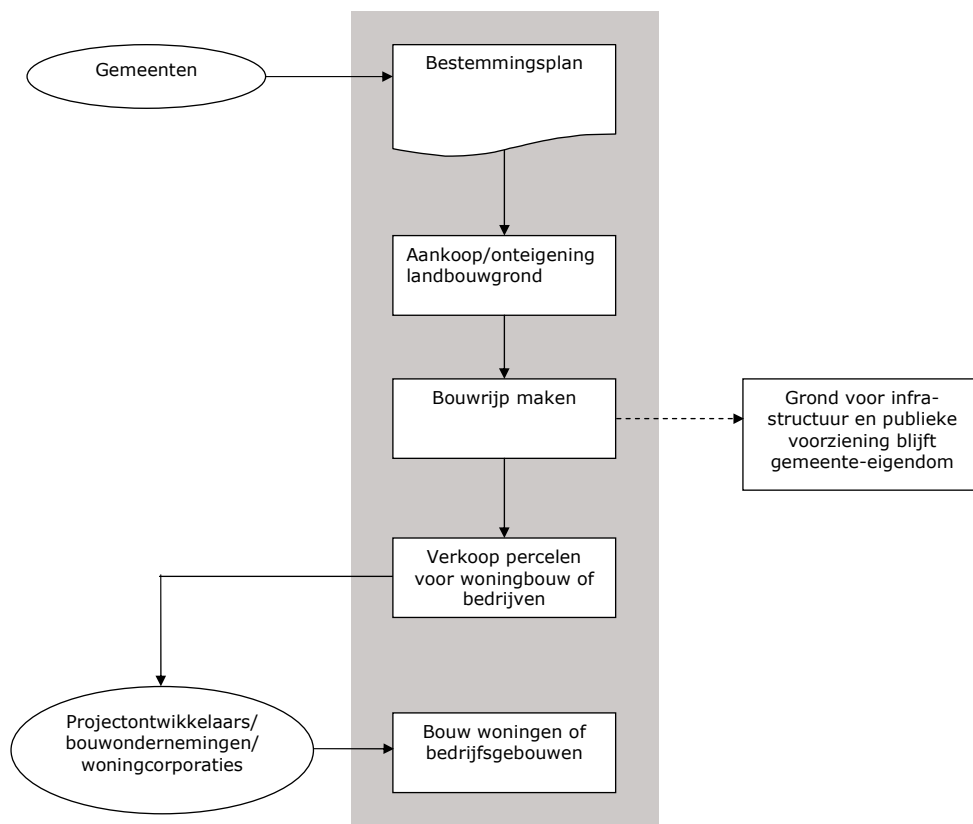 Gemeenten
Bestemmingsplan
Aankoop/onteigening
landbouwgrond
Bouwrijp maken
Grond voor infra-
structuur en publieke
voorziening blijft
gemeente-eigendom
Verkoop percelen
voor woningbouw of
bedrijven
Projectontwikkelaars/
bouwondernemingen/
woningcorporaties
Bouw woningen of
bedrijfsgebouwen